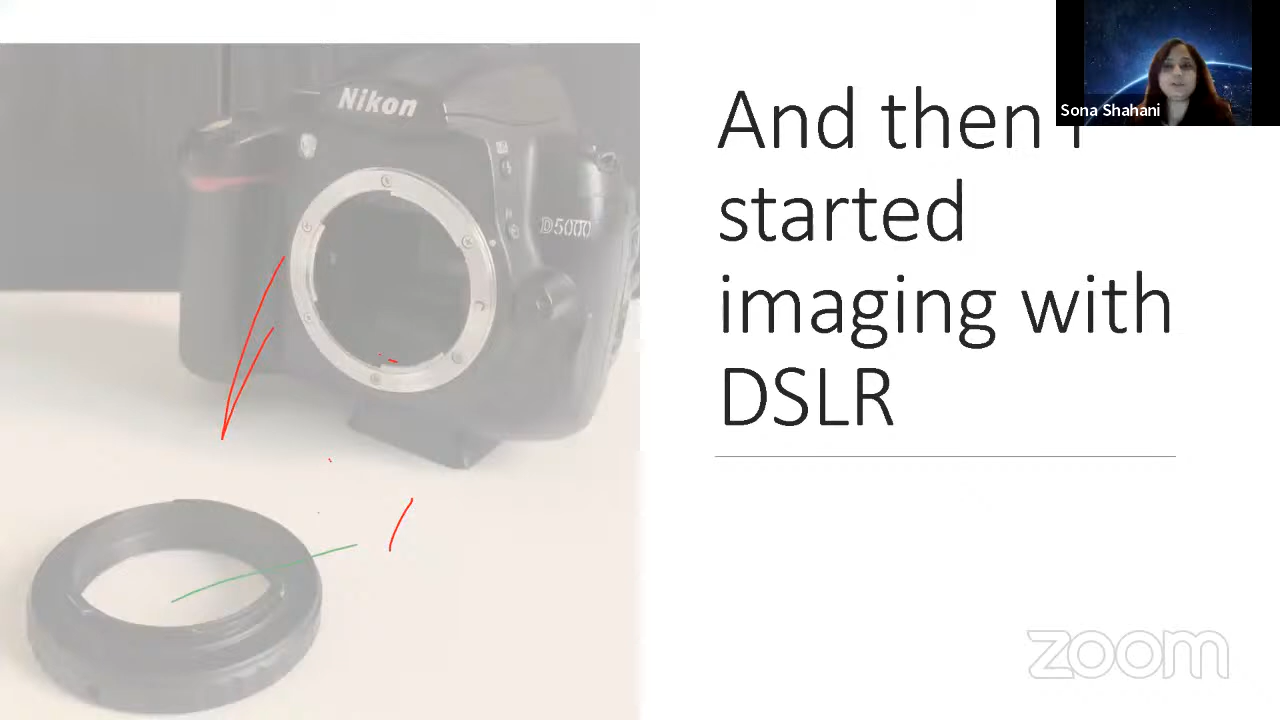 Nikon
D5000
And then I
started
imaging with
DSLR
Sona Shahani
zoom